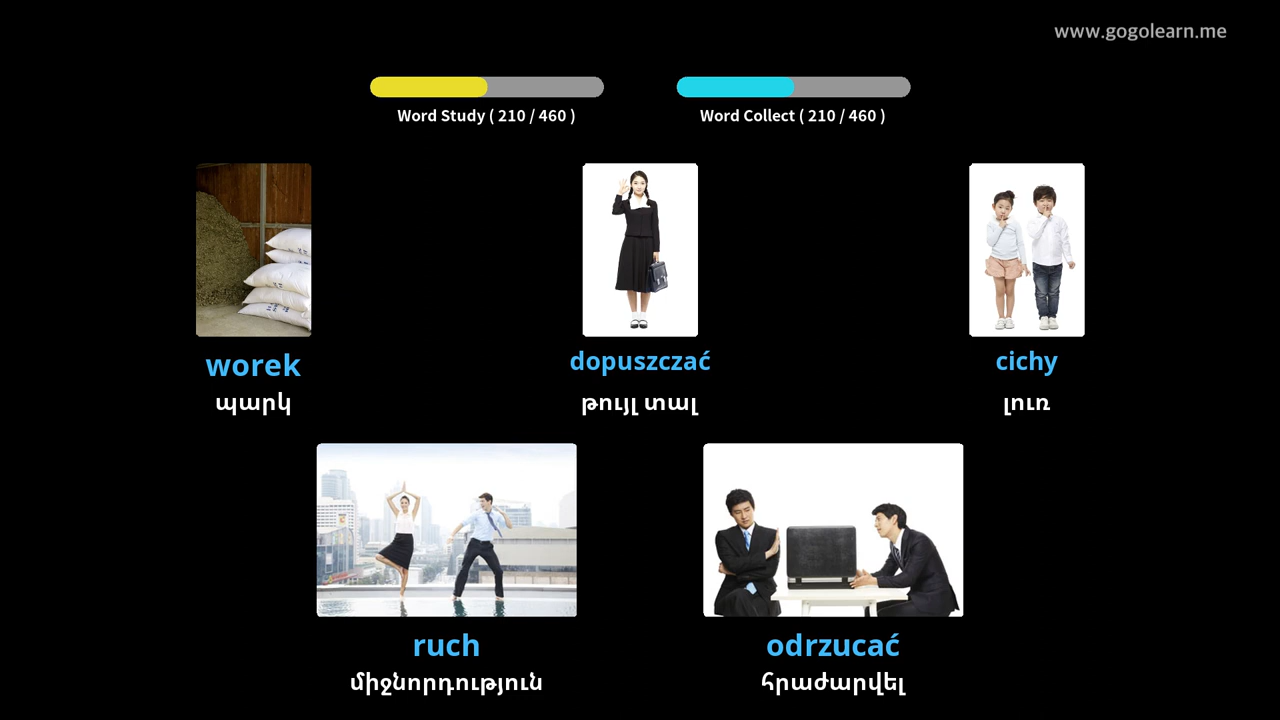 www.gogolearn.me
Word Study ( 210 / 460 )
Word Collect ( 210 / 460 )
worek
պարկ
dopuszczać
թույլ տալ
cichy
լուռ
ruch
միջնորդություն
odrzucać
հրաժարվել